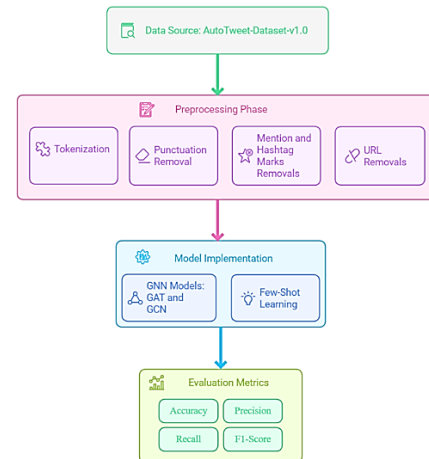 Data Source: AutoTweet-Dataset-v1.0
Preprocessing Phase
Tokenization
Punctuation
Removal
Mention and
Hashtag
Marks
Removals
URL
Removals
Model Implementation
GNN Models:
GAT and
GCN
Few-Shot
Learning
Evaluation Metrics
Accuracy
Precision
Recall
F1-Score